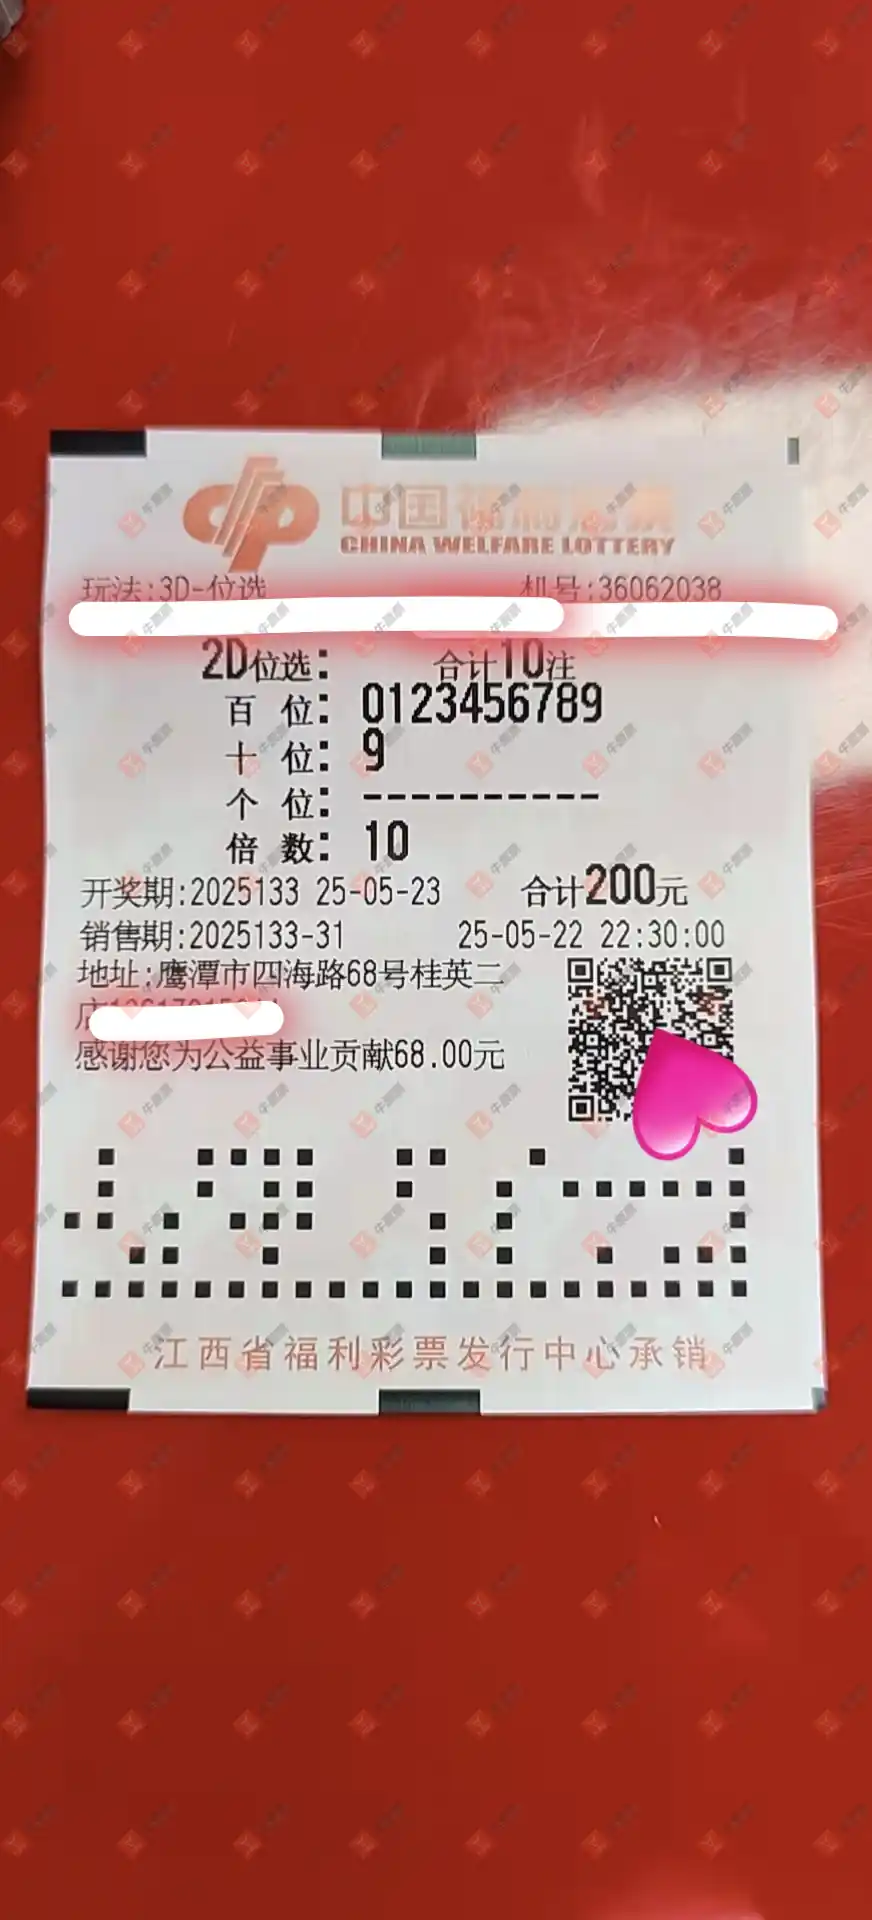 中国福利彩票
CHINA WELFARE LOTTERY
玩法:3D-位选 机号:36062038
2D位选: 合计10注
百 位: 0123456789
十 位: 9
个 位: ----------
倍 数: 10
开奖期:2025133 25-05-23 合计200元
销售期:2025133-31 25-05-22 22:30:00
地址:鹰潭市四海路68号桂英二
店
感谢您为公益事业贡献68.00元
江西省福利彩票发行中心承销